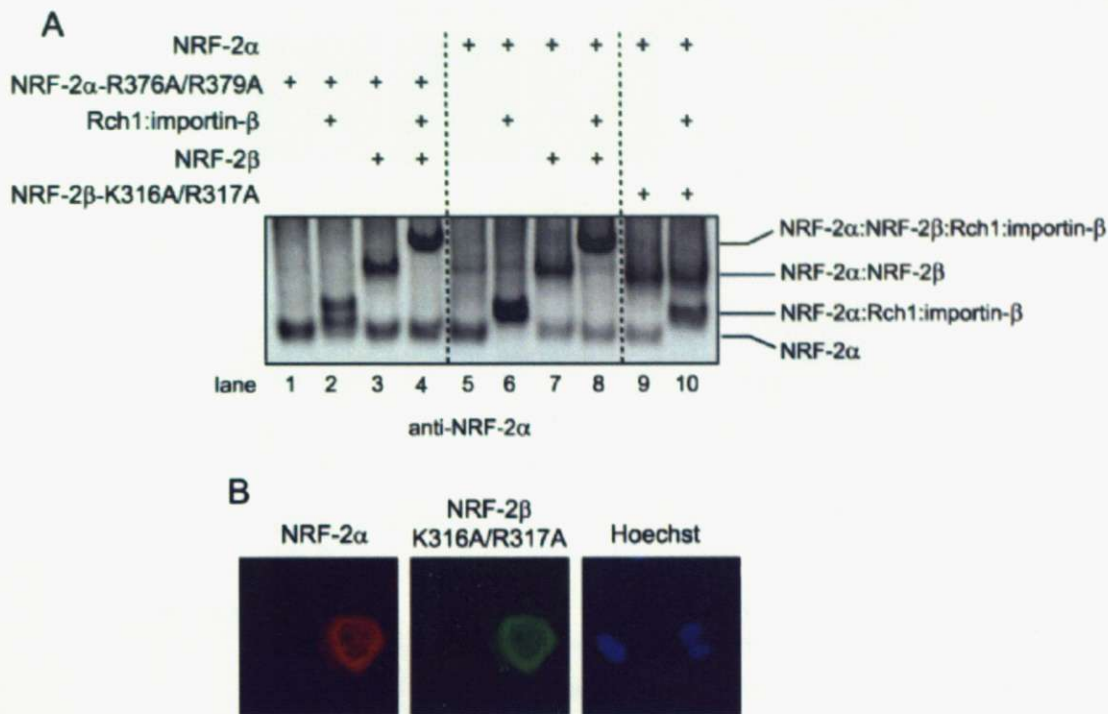 A
NRF-2α + + + + + +
NRF-2α-R376A/R379A + + + +
Rch1:importin-β + + + + +
NRF-2β + + + +
NRF-2β-K316A/R317A + +
NRF-2α:NRF-2β:Rch1:importin-β
NRF-2α:NRF-2β
NRF-2α:Rch1:importin-β
NRF-2α
lane 1 2 3 4 5 6 7 8 9 10
anti-NRF-2α
B
NRF-2α
NRF-2β
K316A/R317A
Hoechst